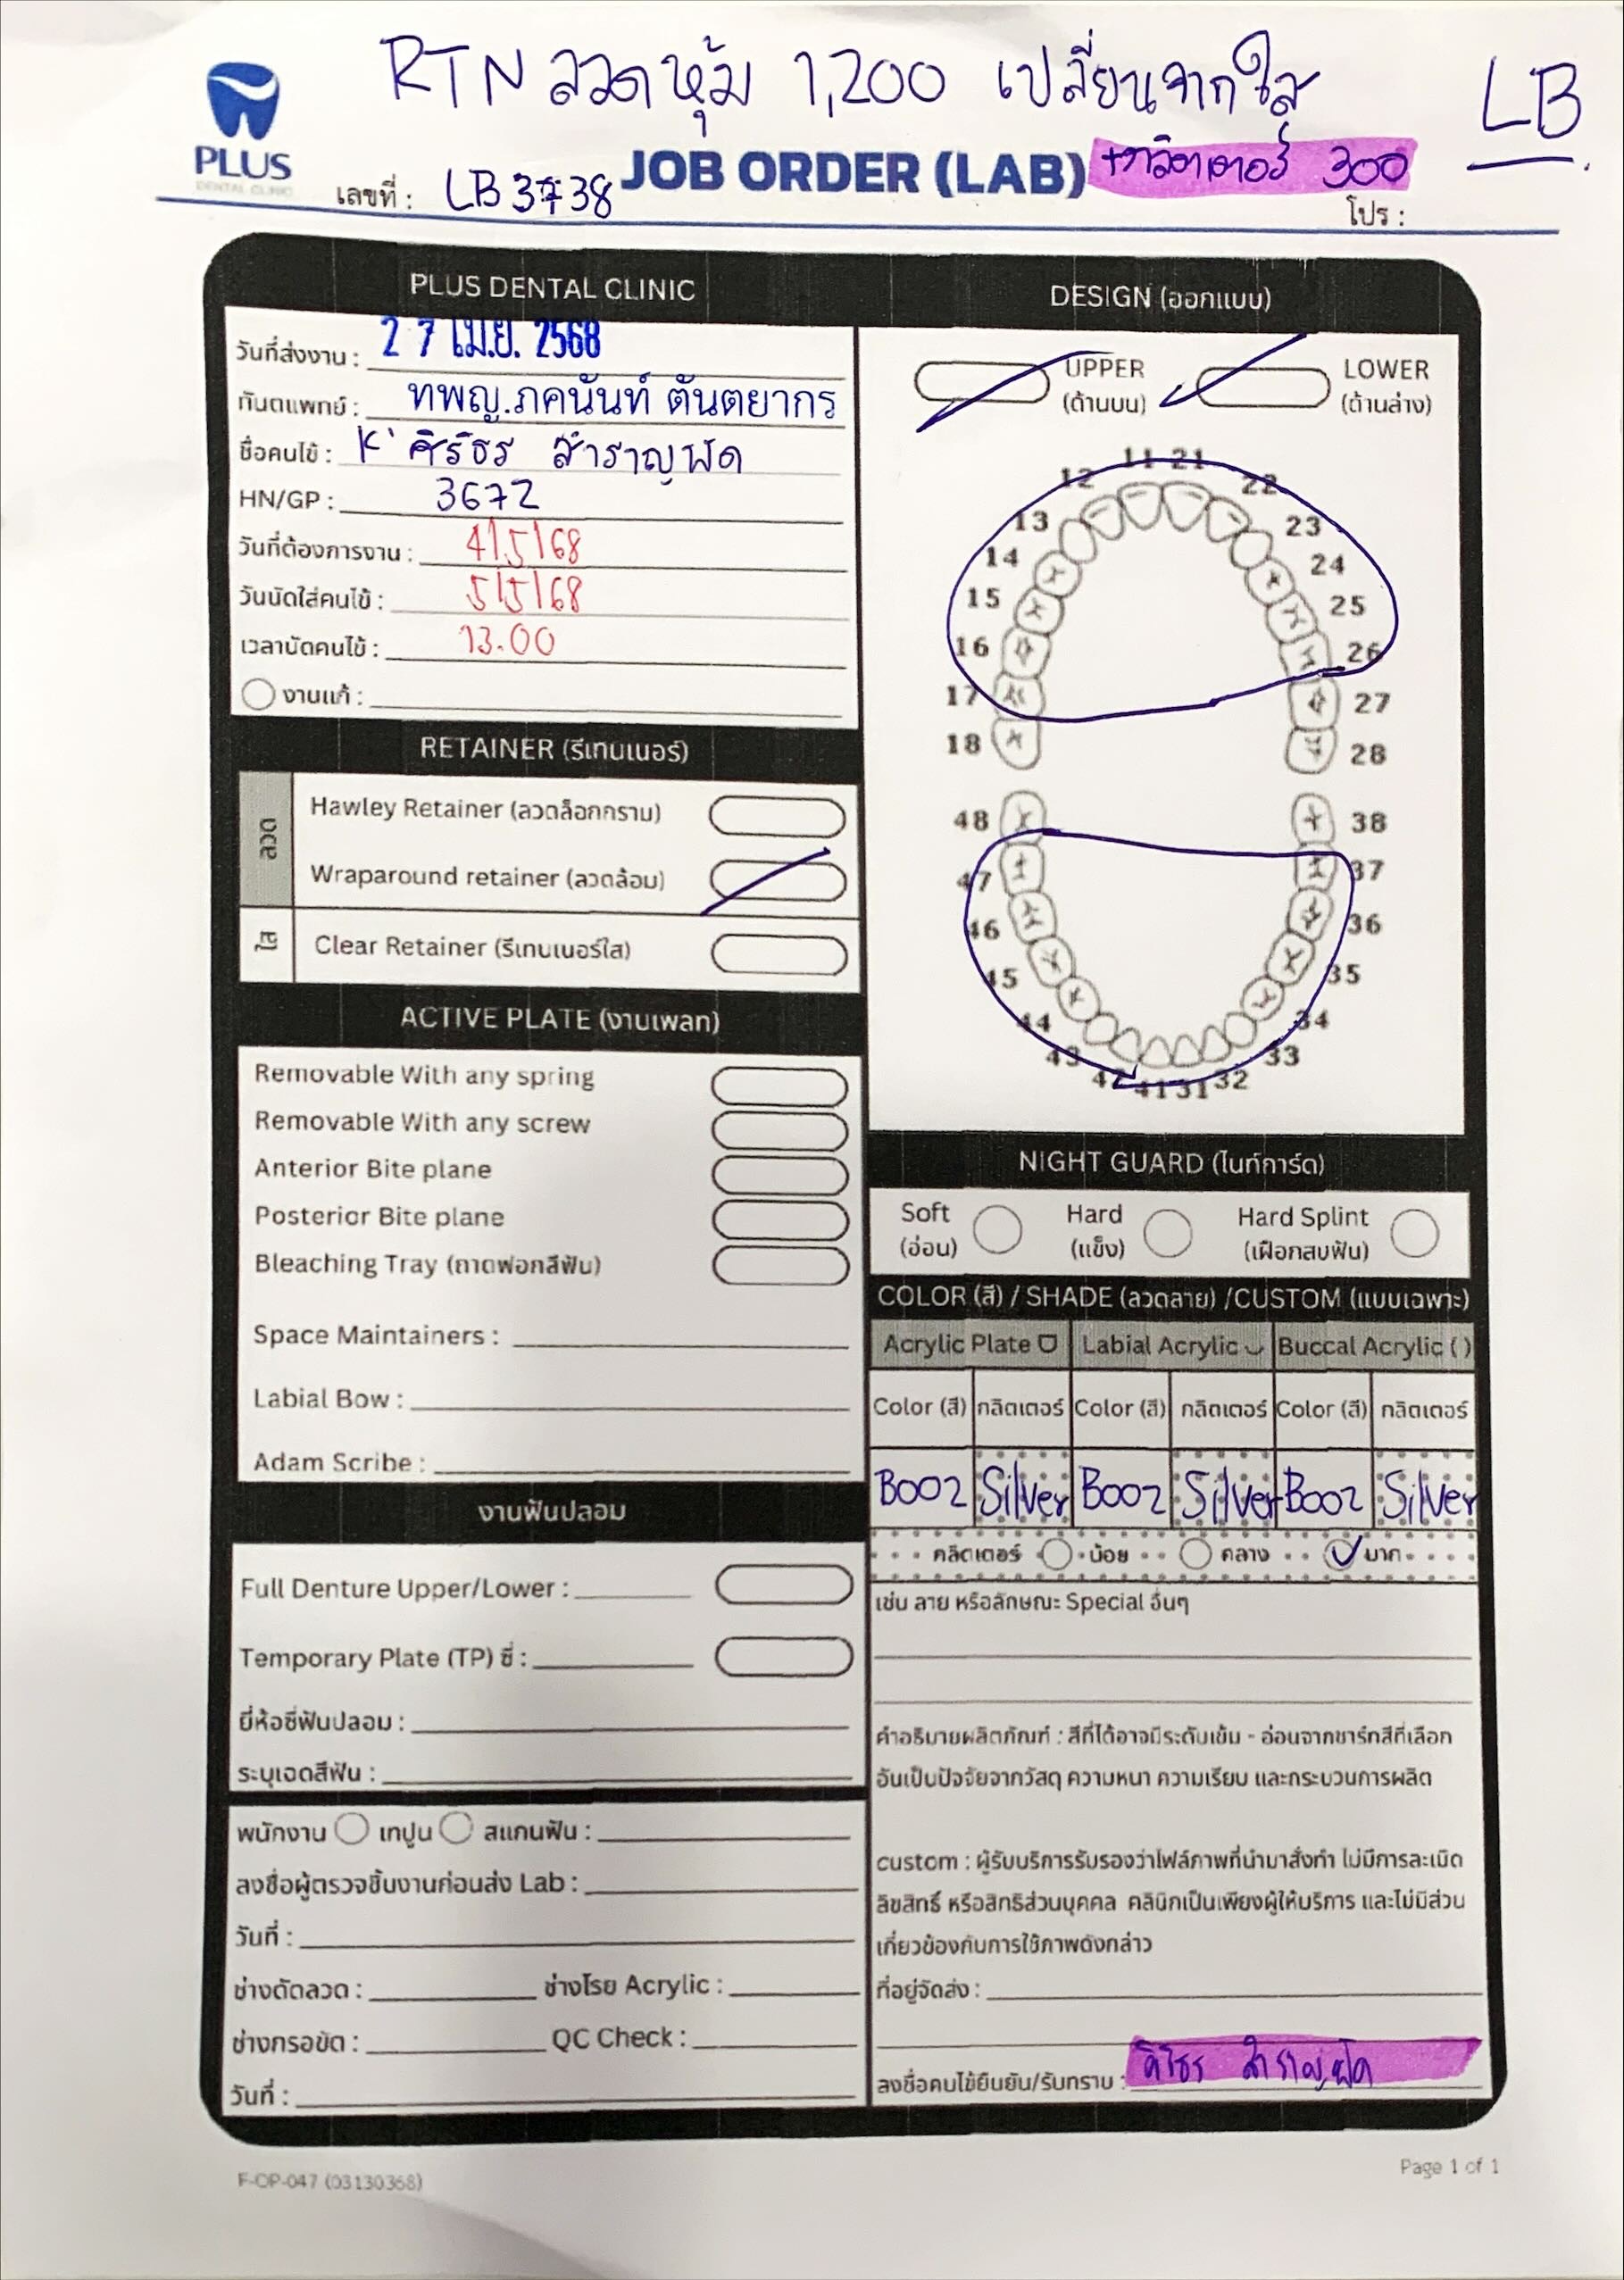 RTN ลวดหุ้ม 1,200 เปลี่ยนจากใส
LB
PLUS
DENTAL CLINIC
JOB ORDER (LAB)
+กลิตเตอร์ 300
เลขที่ : LB3738
โปร :
PLUS DENTAL CLINIC
วันที่ส่งงาน : 27 เม.ย. 2568
ทันตแพทย์ : ทพญ.ภคนันท์ ตันตยากร
ชื่อคนไข้ : K' ศิริธร สำราญพัด
HN/GP : 3672
วันที่ต้องการงาน : 4/5/68
วันนัดใส่คนไข้ : 5/5/68
เวลานัดคนไข้ : 13.00
งานแก้ :
RETAINER (รีเทนเนอร์)
ลวด
Hawley Retainer (ลวดล็อกกราม)
Wraparound retainer (ลวดล้อม)
ใส
Clear Retainer (รีเทนเนอร์ใส)
ACTIVE PLATE (งานเพลท)
Removable With any spring
Removable With any screw
Anterior Bite plane
Posterior Bite plane
Bleaching Tray (ถาดฟอกสีฟัน)
Space Maintainers :
Labial Bow :
Adam Scribe :
งานฟันปลอม
Full Denture Upper/Lower :
Temporary Plate (TP) ซี่ :
ยี่ห้อซี่ฟันปลอม :
ระบุเฉดสีฟัน :
พนักงาน เทปูน สแกนฟัน :
ลงชื่อผู้ตรวจชิ้นงานก่อนส่ง Lab :
วันที่ :
ช่างดัดลวด : ช่างโรย Acrylic :
ช่างกรอขัด : QC Check :
วันที่ :
DESIGN (ออกแบบ)
UPPER (ด้านบน)
LOWER (ด้านล่าง)
11 21
12 22
13 23
14 24
15 25
16 26
17 27
18 28
48 38
47 37
46 36
45 35
44 34
43 33
42 41 31 32
NIGHT GUARD (ไนท์การ์ด)
Soft (อ่อน) Hard (แข็ง) Hard Splint (เฝือกสบฟัน)
COLOR (สี) / SHADE (ลวดลาย) /CUSTOM (แบบเฉพาะ)
Acrylic Plate Labial Acrylic Buccal Acrylic ( )
Color (สี) กลิตเตอร์ Color (สี) กลิตเตอร์ Color (สี) กลิตเตอร์
B002 Silver B002 Silver B002 Silver
กลิตเตอร์ น้อย กลาง มาก
เช่น ลาย หรือลักษณะ Special อื่นๆ
คำอธิบายผลิตภัณฑ์ : สีที่ได้อาจมีระดับเข้ม - อ่อนจากชาร์ทสีที่เลือก
อันเป็นปัจจัยจากวัสดุ ความหนา ความเรียบ และกระบวนการผลิต
custom : ผู้รับบริการรับรองว่าไฟล์ภาพที่นำมาสั่งทำ ไม่มีการละเมิด
ลิขสิทธิ์ หรือสิทธิส่วนบุคคล คลินิกเป็นเพียงผู้ให้บริการ และไม่มีส่วน
เกี่ยวข้องกับการใช้ภาพดังกล่าว
ที่อยู่จัดส่ง :
ลงชื่อคนไข้ยืนยัน/รับทราบ : ศิริธร สำราญพัด
F-OP-047 (03130368)
Page 1 of 1